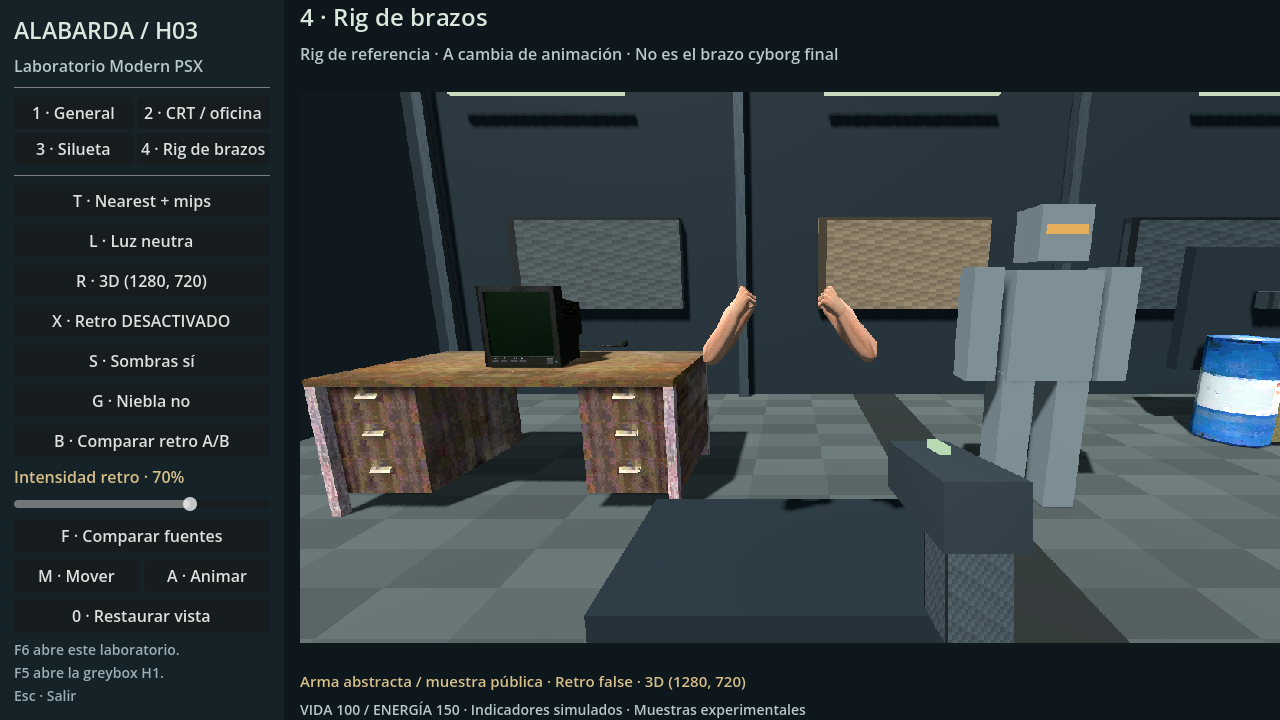 ALABARDA / H03
Laboratorio Modern PSX
1 · General
2 · CRT / oficina
3 · Silueta
4 · Rig de brazos
T · Nearest + mips
L · Luz neutra
R · 3D (1280, 720)
X · Retro DESACTIVADO
S · Sombras sí
G · Niebla no
B · Comparar retro A/B
Intensidad retro · 70%
F · Comparar fuentes
M · Mover
A · Animar
0 · Restaurar vista
F6 abre este laboratorio.
F5 abre la greybox H1.
Esc · Salir
4 · Rig de brazos
Rig de referencia · A cambia de animación · No es el brazo cyborg final
Arma abstracta / muestra pública · Retro false · 3D (1280, 720)
VIDA 100 / ENERGÍA 150 · Indicadores simulados · Muestras experimentales